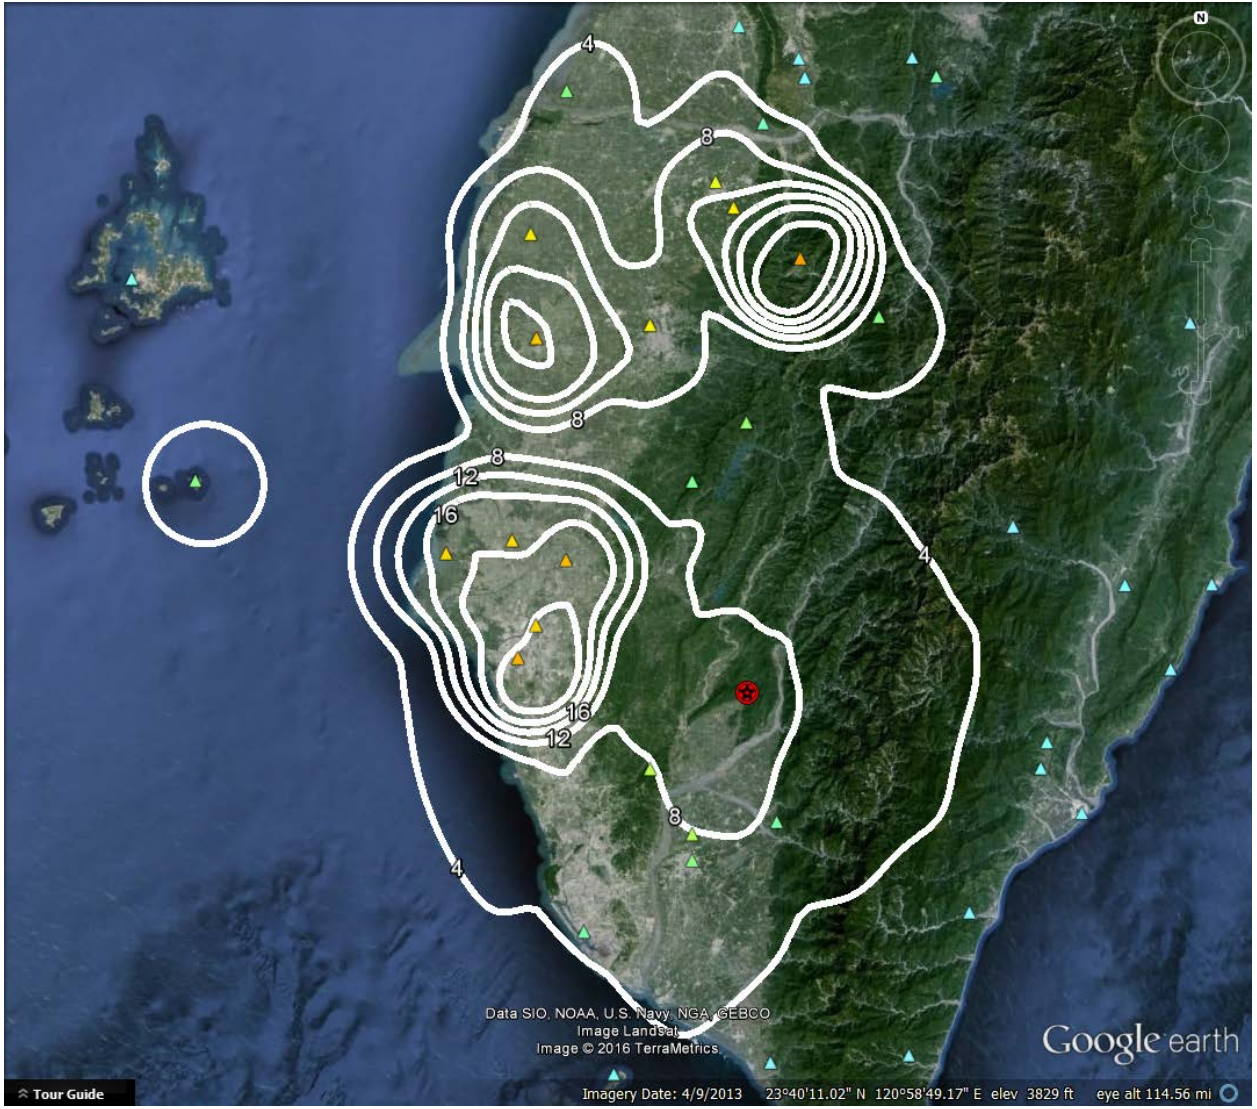 N
4
8
8
8
12
16
4
16
12
8
4
Data SIO, NOAA, U.S. Navy, NGA, GEBCO
Image Landsat
Image © 2016 TerraMetrics
Google earth
Tour Guide
Imagery Date: 4/9/2013 23°40'11.02" N 120°58'49.17" E elev 3829 ft eye alt 114.56 mi